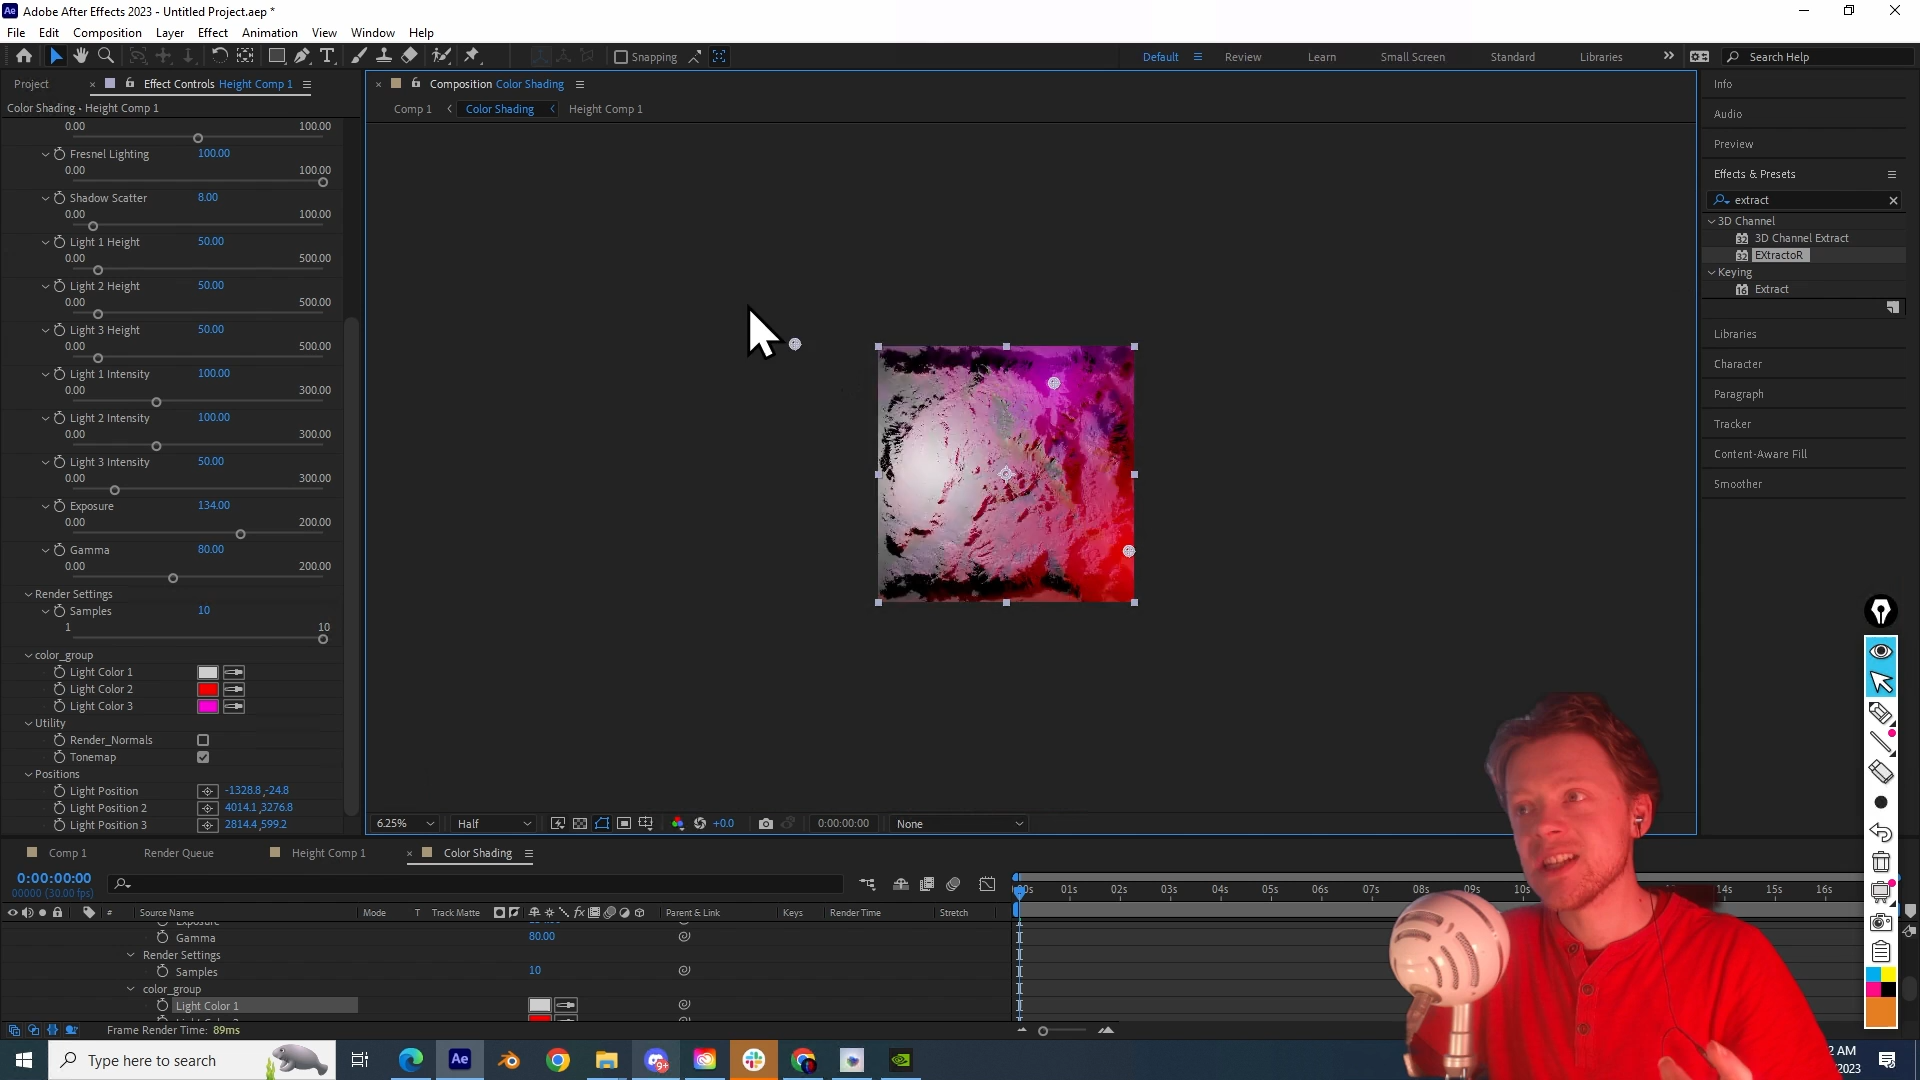 Adobe After Effects 2023 - Untitled Project.aep *
File Edit Composition Layer Effect Animation View Window Help
Snapping
Default Review Learn Small Screen Standard Libraries
Search Help
Project
Effect Controls Height Comp 1
Color Shading • Height Comp 1
0.00 100.00
Fresnel Lighting 100.00
0.00 100.00
Shadow Scatter 8.00
0.00 100.00
Light 1 Height 50.00
0.00 500.00
Light 2 Height 50.00
0.00 500.00
Light 3 Height 50.00
0.00 500.00
Light 1 Intensity 100.00
0.00 300.00
Light 2 Intensity 100.00
0.00 300.00
Light 3 Intensity 50.00
0.00 300.00
Exposure 134.00
0.00 200.00
Gamma 80.00
0.00 200.00
Render Settings
Samples 10
1 10
color_group
Light Color 1
Light Color 2
Light Color 3
Utility
Render_Normals
Tonemap
Positions
Light Position -1328.8,-24.8
Light Position 2 4014.1,3276.8
Light Position 3 2814.4,599.2
Composition Color Shading
Comp 1 Color Shading Height Comp 1
6.25% Half +0.0 0:00:00:00 None
Info
Audio
Preview
Effects & Presets
extract
3D Channel
32 3D Channel Extract
32 EXtractoR
Keying
16 Extract
Libraries
Character
Paragraph
Tracker
Content-Aware Fill
Smoother
Comp 1 Render Queue Height Comp 1 Color Shading
0:00:00:00
00000 (30.00 fps)
01s 02s 03s 04s 05s 06s 07s 08s 09s 10s 14s 15s 16s
# Source Name Mode T Track Matte fx Parent & Link Keys Render Time Stretch
Gamma 80.00
Render Settings
Samples 10
color_group
Light Color 1
Frame Render Time: 89ms
Type here to search
Ae
9+
2 AM
2023